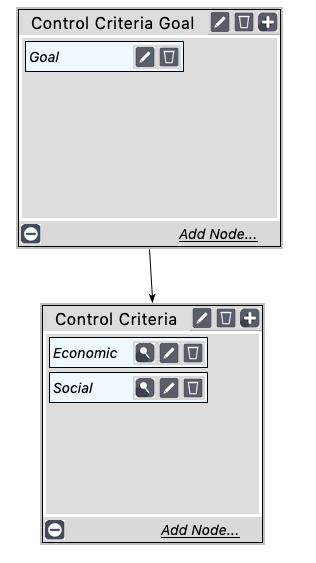 Control Criteria Goal
Goal
Add Node...
Control Criteria
Economic
Social
Add Node...